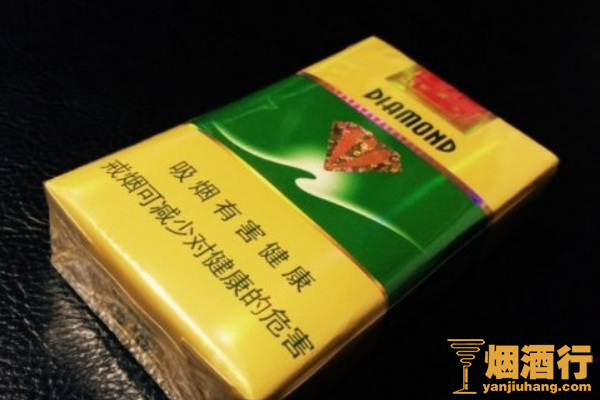 DIAMOND
吸烟有害健康
戒烟可减少对健康的危害
烟酒行
yanjiuhang.com